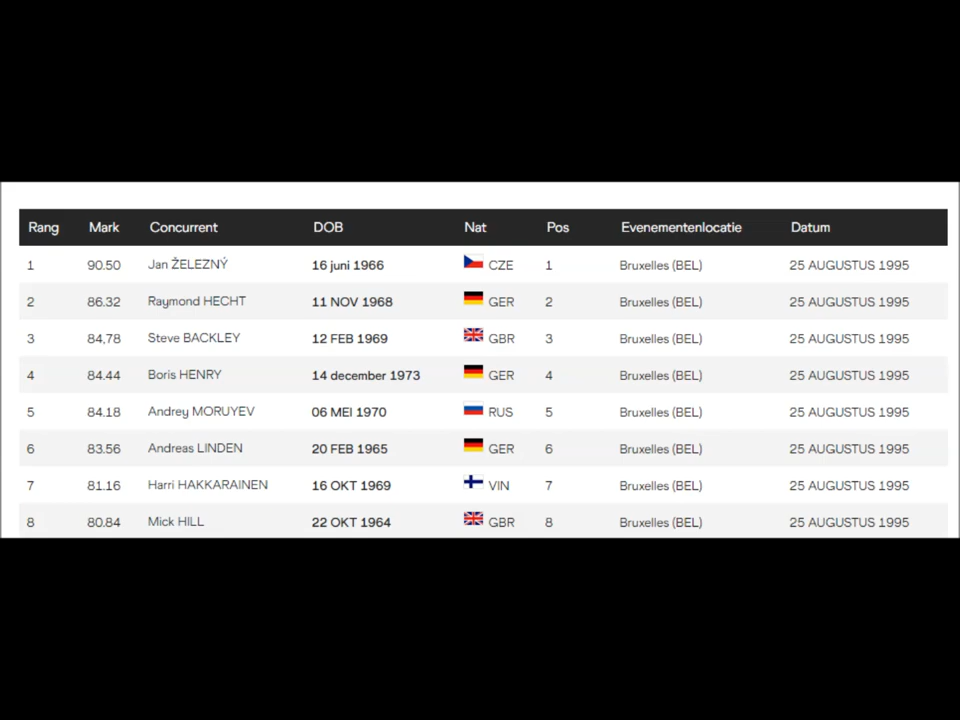 Rang Mark Concurrent DOB Nat Pos Evenementenlocatie Datum
1 90.50 Jan ŽELEZNÝ 16 juni 1966 CZE 1 Bruxelles (BEL) 25 AUGUSTUS 1995
2 86.32 Raymond HECHT 11 NOV 1968 GER 2 Bruxelles (BEL) 25 AUGUSTUS 1995
3 84,78 Steve BACKLEY 12 FEB 1969 GBR 3 Bruxelles (BEL) 25 AUGUSTUS 1995
4 84.44 Boris HENRY 14 december 1973 GER 4 Bruxelles (BEL) 25 AUGUSTUS 1995
5 84.18 Andrey MORUYEV 06 MEI 1970 RUS 5 Bruxelles (BEL) 25 AUGUSTUS 1995
6 83.56 Andreas LINDEN 20 FEB 1965 GER 6 Bruxelles (BEL) 25 AUGUSTUS 1995
7 81.16 Harri HAKKARAINEN 16 OKT 1969 VIN 7 Bruxelles (BEL) 25 AUGUSTUS 1995
8 80.84 Mick HILL 22 OKT 1964 GBR 8 Bruxelles (BEL) 25 AUGUSTUS 1995